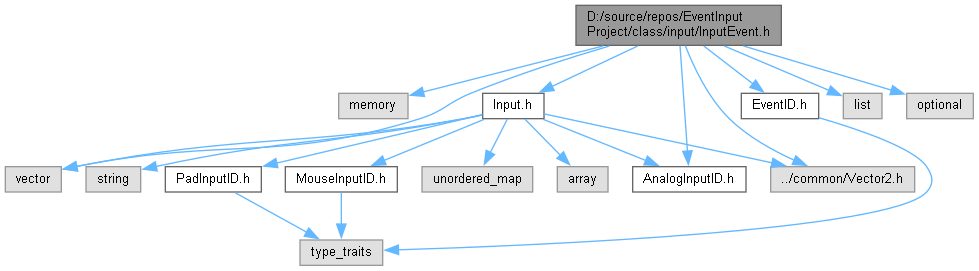 D:/source/repos/EventInput
Project/class/input/InputEvent.h
memory
Input.h
EventID.h
list
optional
vector
string
PadInputID.h
MouseInputID.h
unordered_map
array
AnalogInputID.h
../common/Vector2.h
type_traits